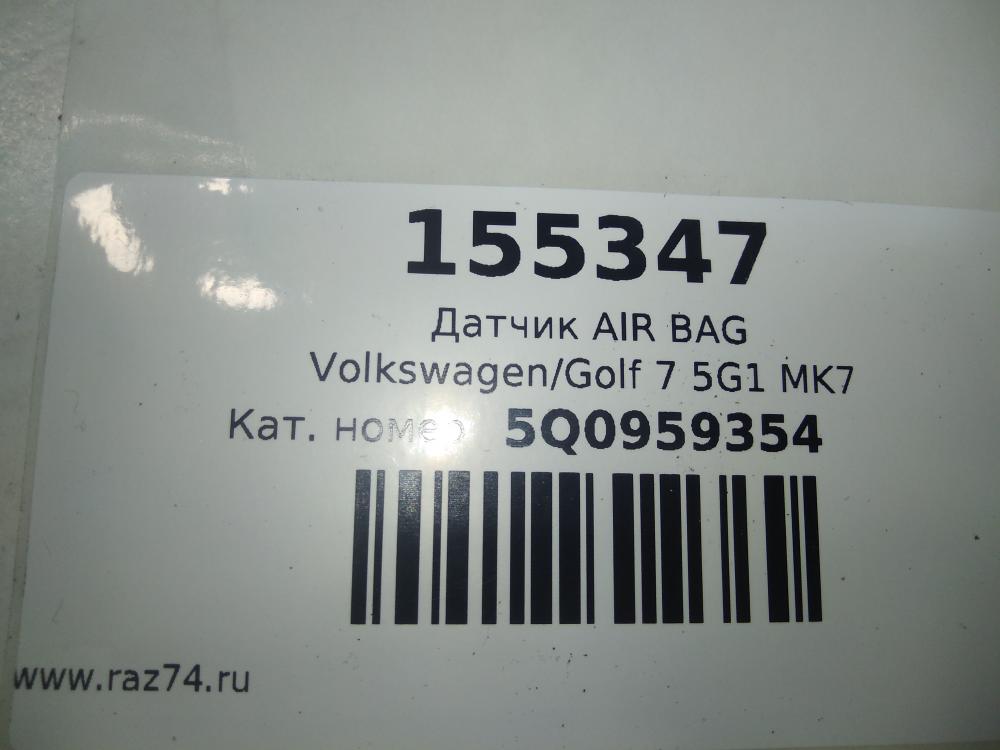 155347
Датчик AIR BAG
Volkswagen/Golf 7 5G1 MK7
Кат. номер 5Q0959354
www.raz74.ru